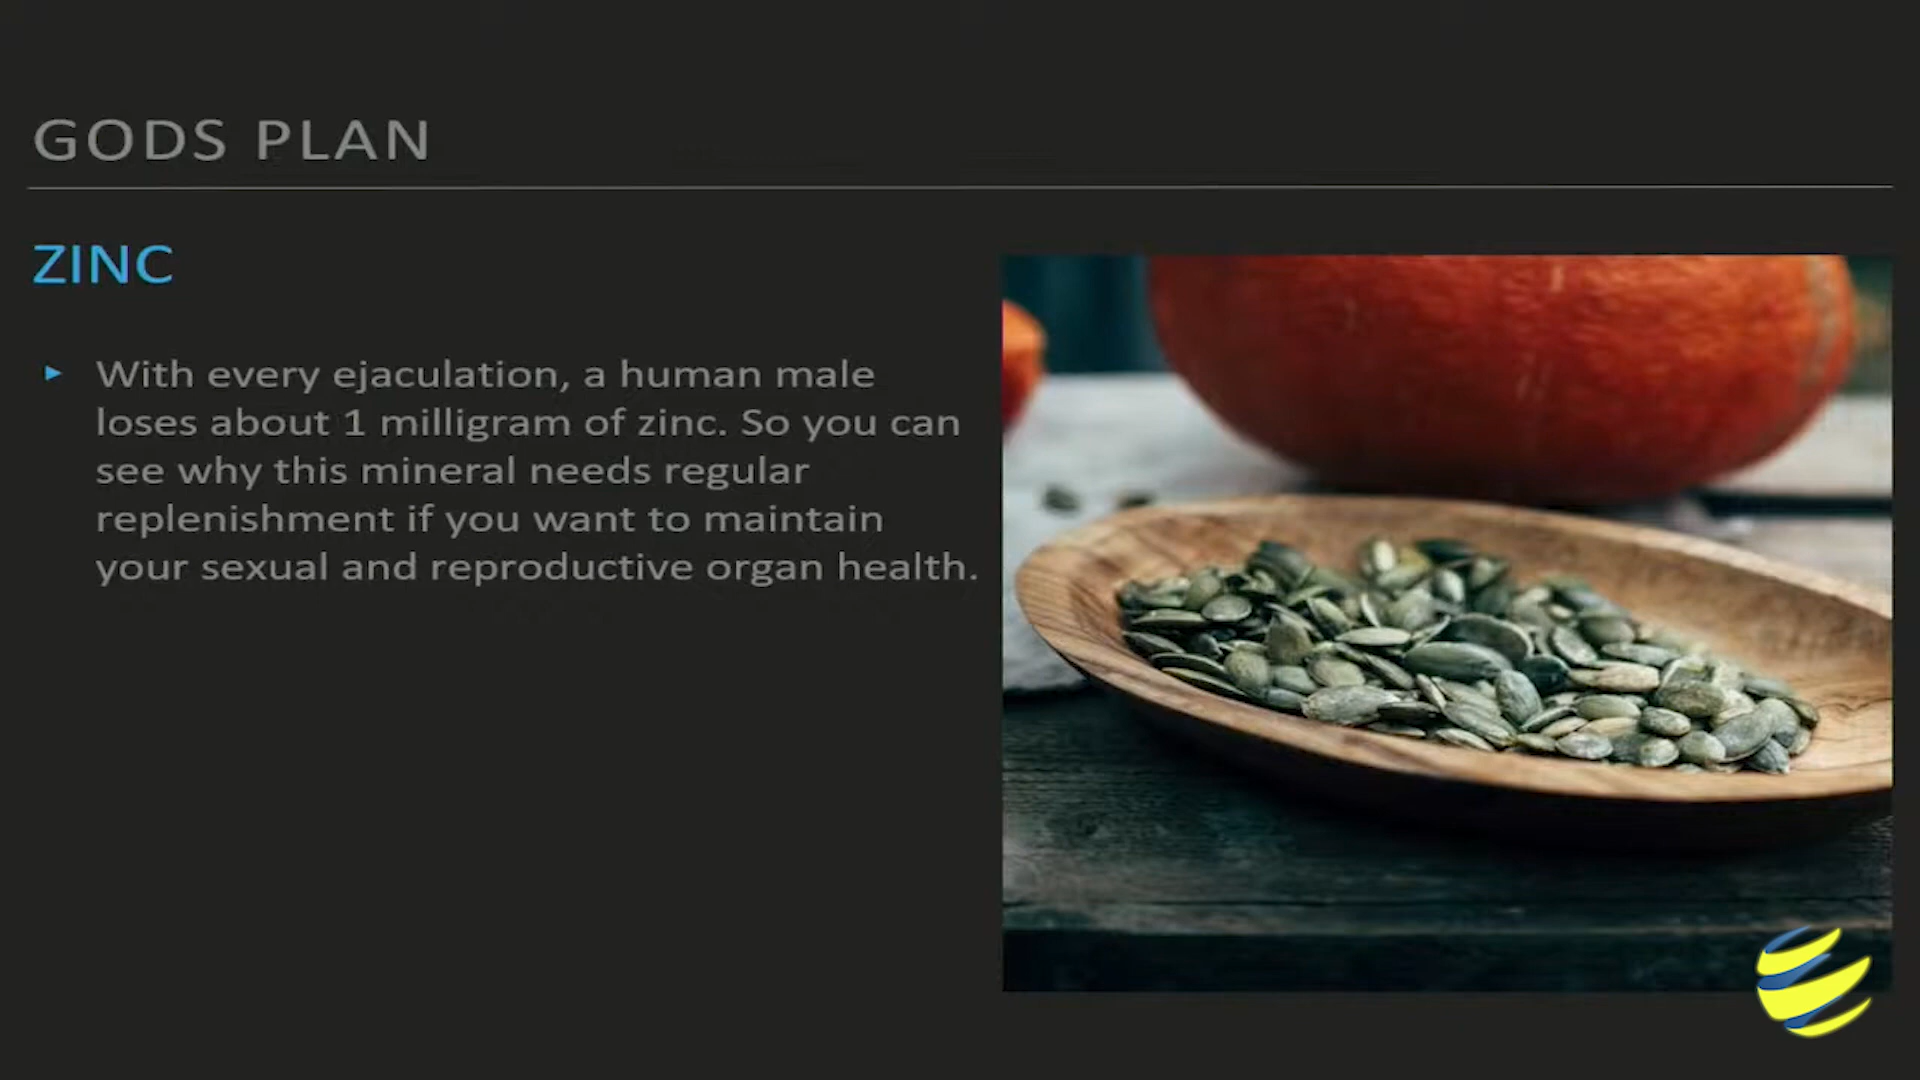 GODS PLAN
ZINC
With every ejaculation, a human male
loses about 1 milligram of zinc. So you can
see why this mineral needs regular
replenishment if you want to maintain
your sexual and reproductive organ health.